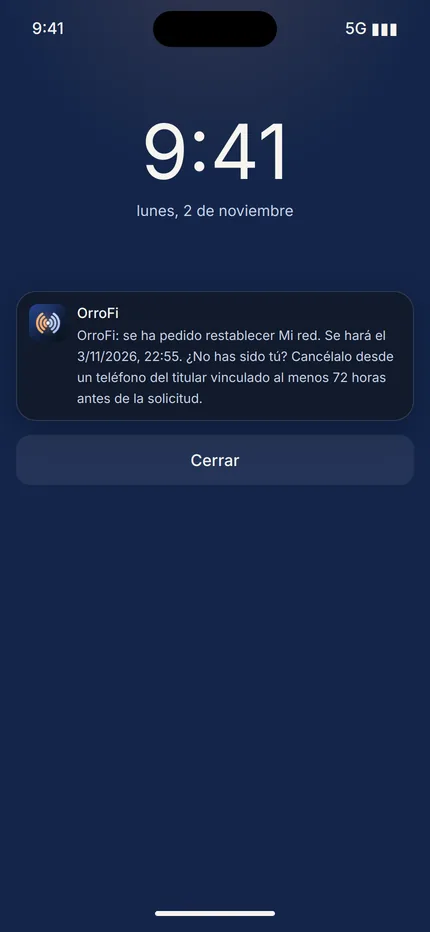 9:41
5G
9:41
lunes, 2 de noviembre
OrroFi
OrroFi: se ha pedido restablecer Mi red. Se hará el
3/11/2026, 22:55. ¿No has sido tú? Cancélalo desde
un teléfono del titular vinculado al menos 72 horas
antes de la solicitud.
Cerrar